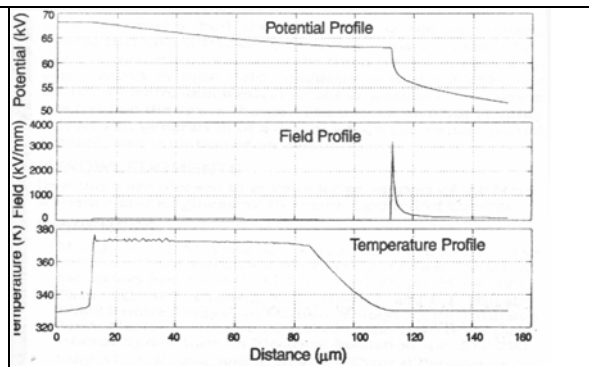 Potential (kV)
70
65
60
55
50
Potential Profile
Field (kV/mm)
4000
3000
2000
1000
0
Field Profile
Temperature (K)
380
360
340
320
Temperature Profile
0 20 40 60 80 100 120 140 160
Distance (μm)